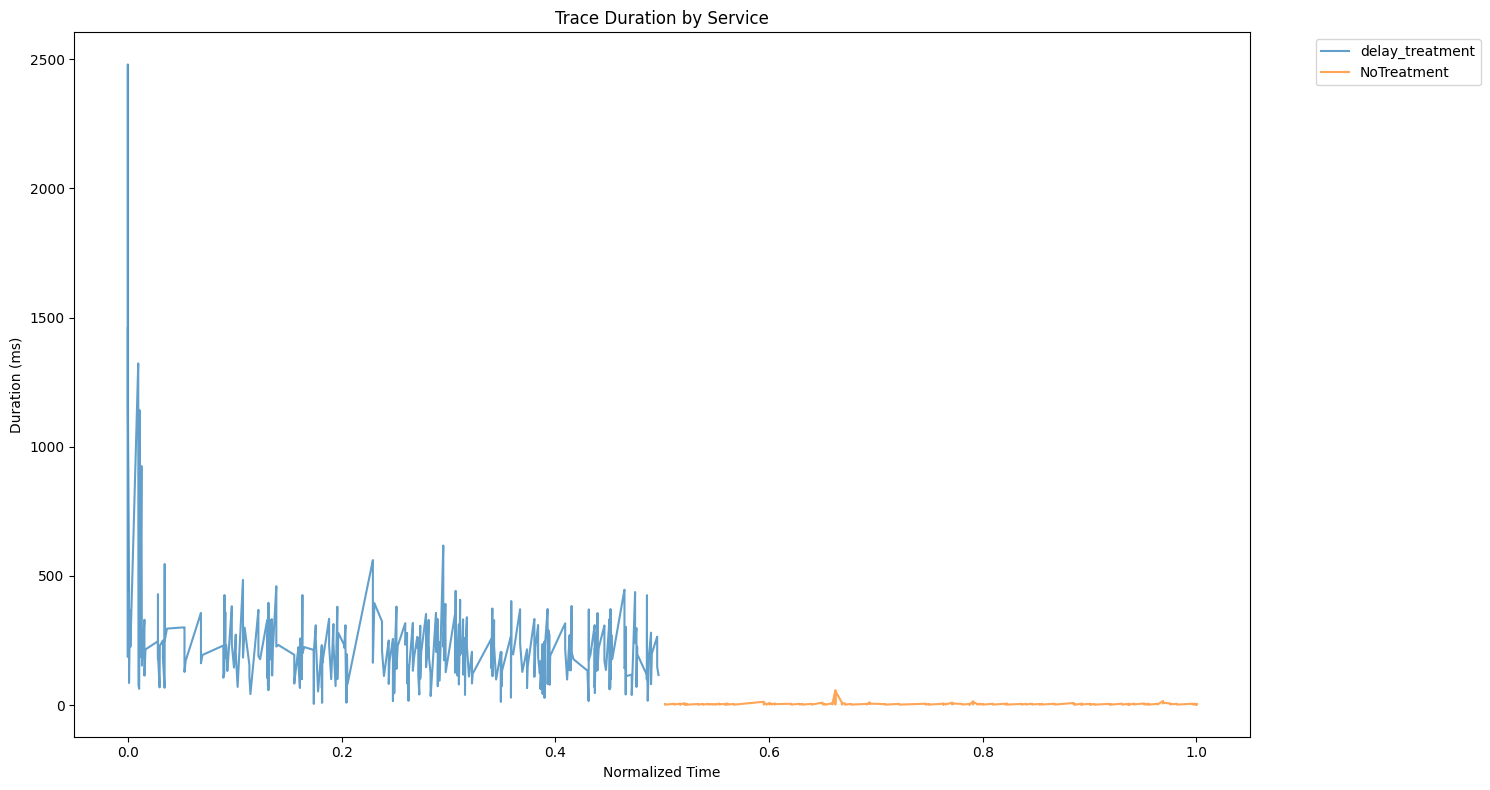 Trace Duration by Service
delay_treatment
NoTreatment
Duration (ms)
2500
2000
1500
1000
500
0
0.0 0.2 0.4 0.6 0.8 1.0
Normalized Time